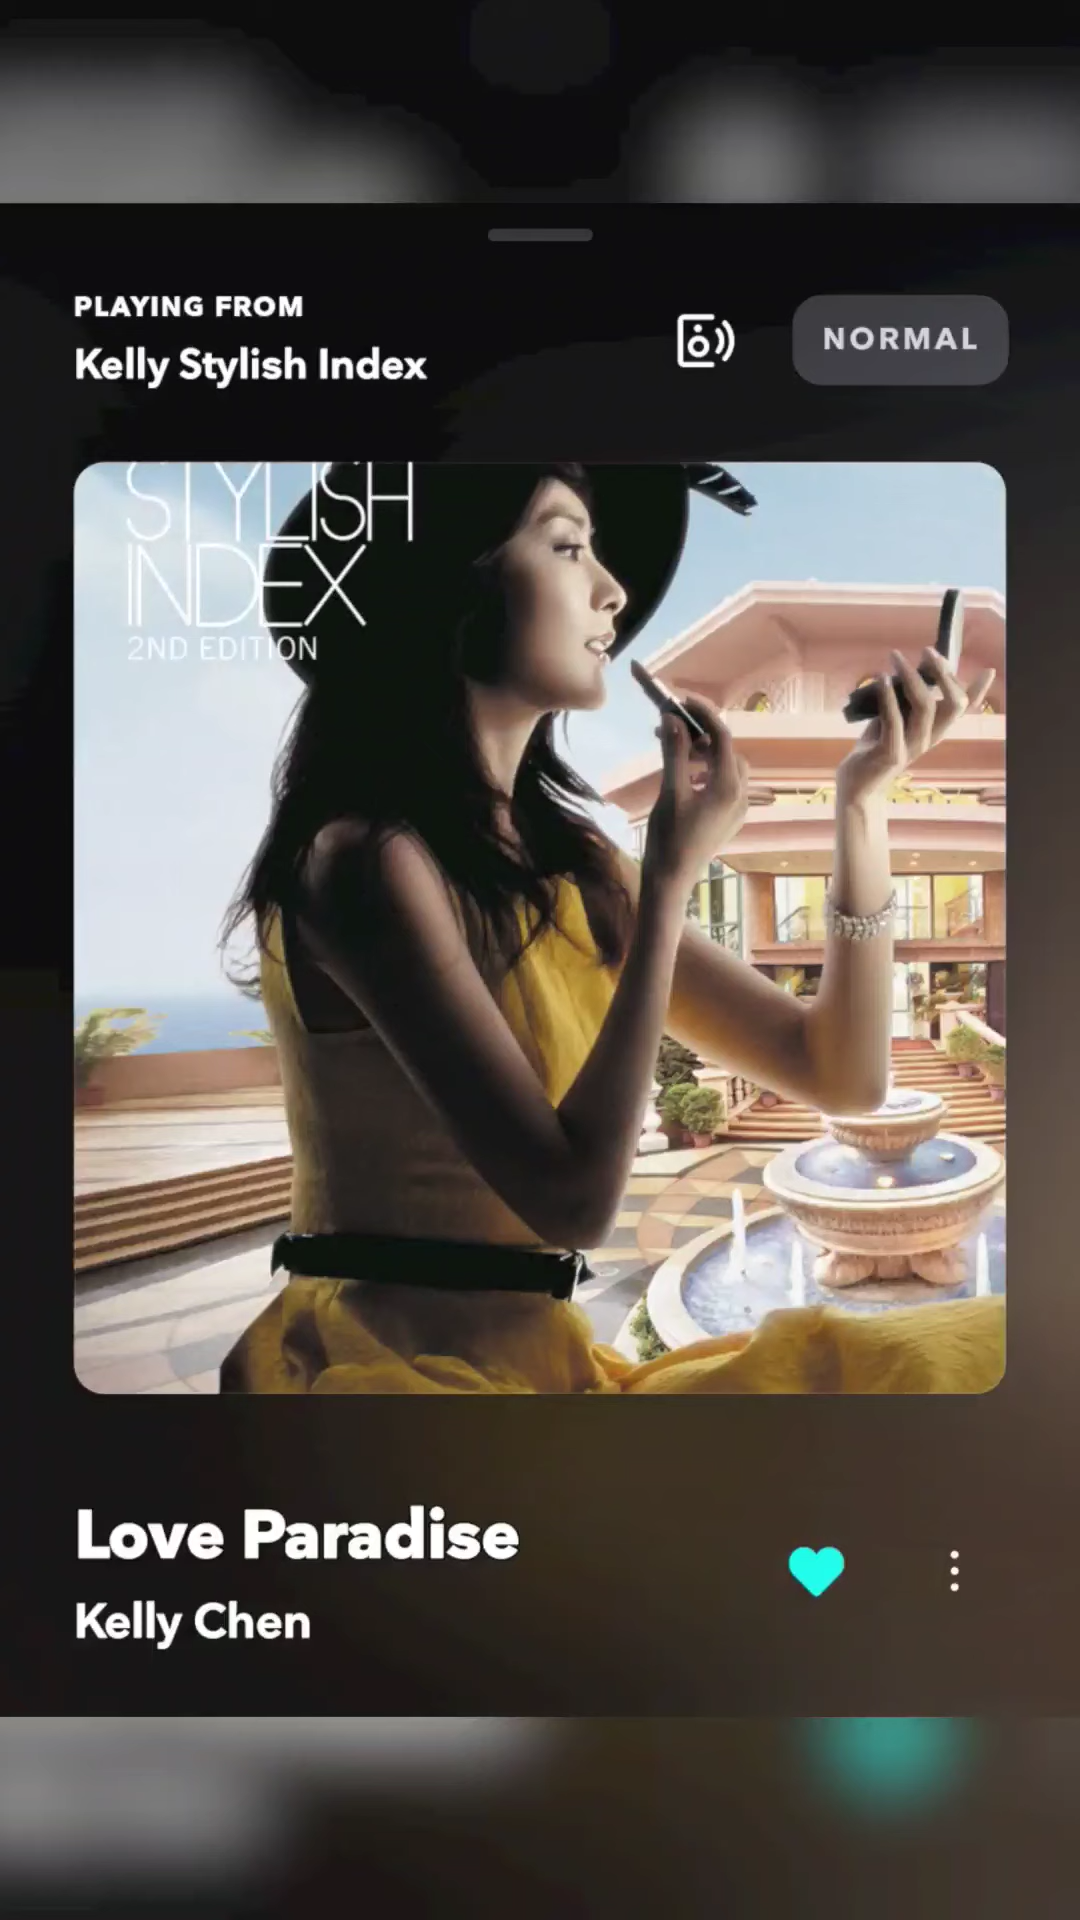 PLAYING FROM
Kelly Stylish Index
NORMAL
STYLISH
INDEX
2ND EDITION
Love Paradise
Kelly Chen